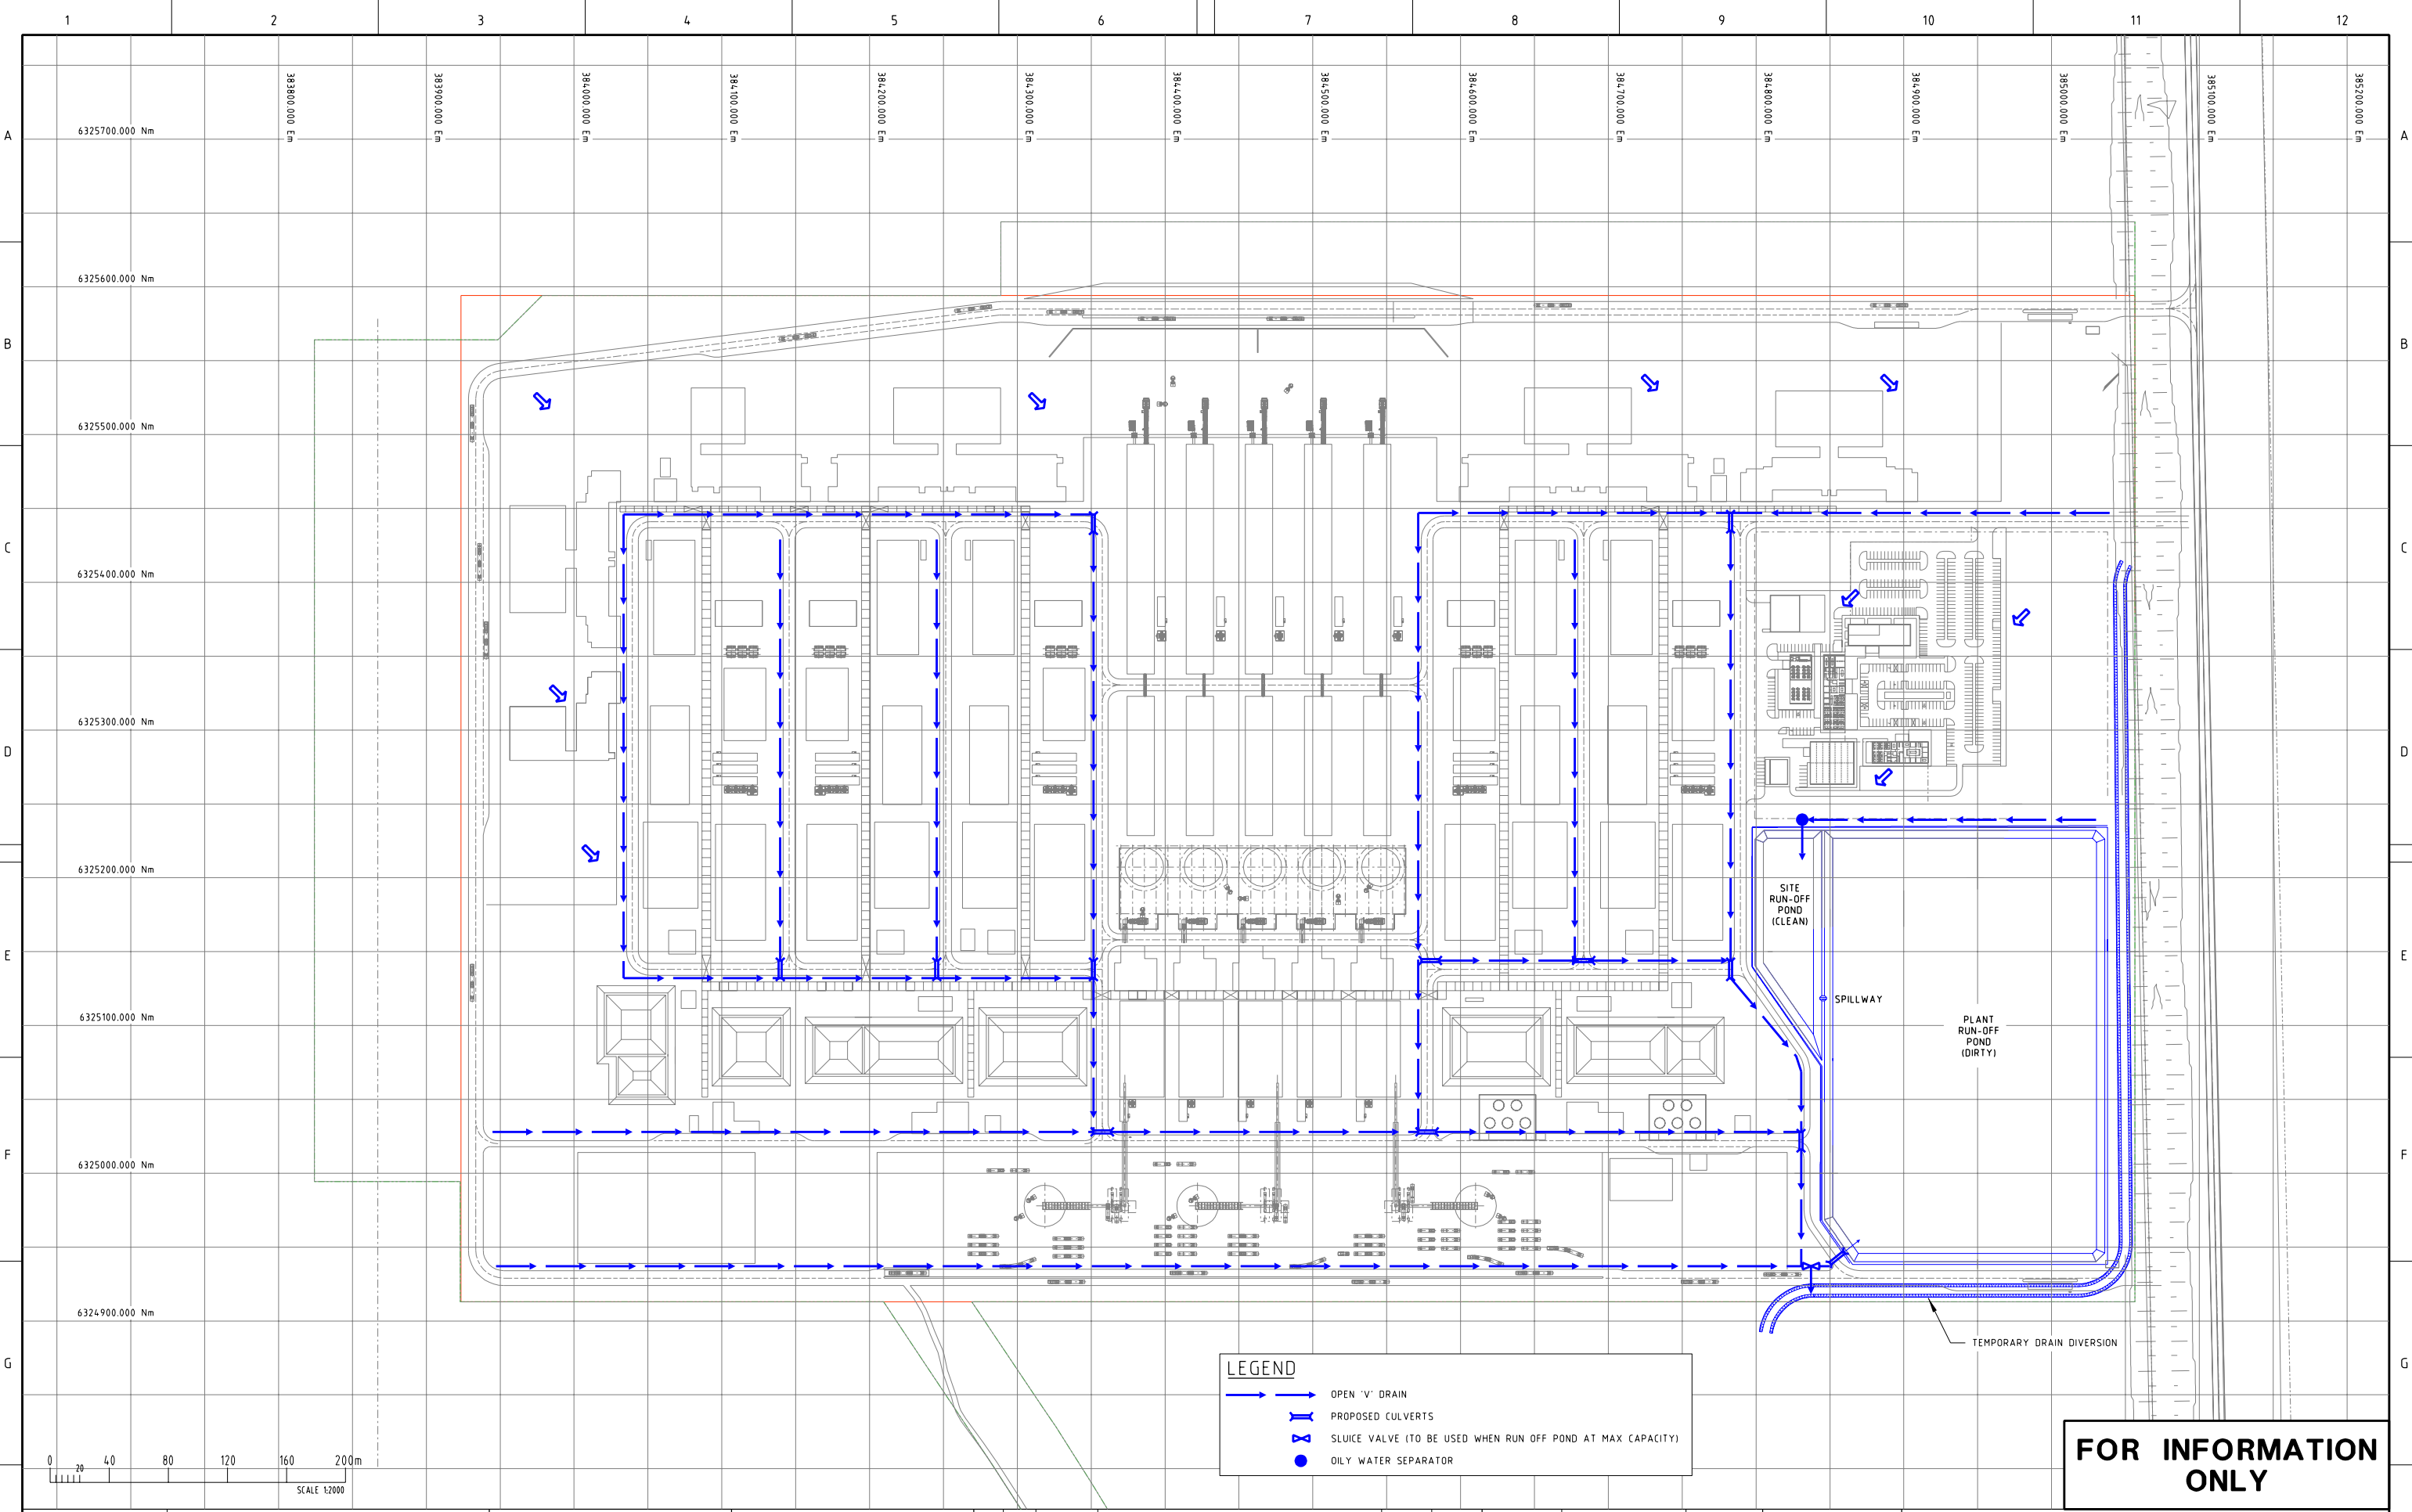 1 2 3 4 5 6 7 8 9 10 11 12
383800.000 Em
383900.000 Em
384000.000 Em
384100.000 Em
384200.000 Em
384300.000 Em
384400.000 Em
384500.000 Em
384600.000 Em
384700.000 Em
384800.000 Em
384900.000 Em
385000.000 Em
385100.000 Em
385200.000 Em
A 6325700.000 Nm A
6325600.000 Nm
B B
6325500.000 Nm
C C
6325400.000 Nm
6325300.000 Nm
D D
6325200.000 Nm
SITE
RUN-OFF
POND
(CLEAN)
E E
SPILLWAY
6325100.000 Nm
PLANT
RUN-OFF
POND
(DIRTY)
F F
6325000.000 Nm
6324900.000 Nm
TEMPORARY DRAIN DIVERSION
G G
LEGEND
OPEN 'V' DRAIN
PROPOSED CULVERTS
SLUICE VALVE (TO BE USED WHEN RUN OFF POND AT MAX CAPACITY)
OILY WATER SEPARATOR
0 20 40 80 120 160 200m
SCALE 1:2000
FOR INFORMATION
ONLY